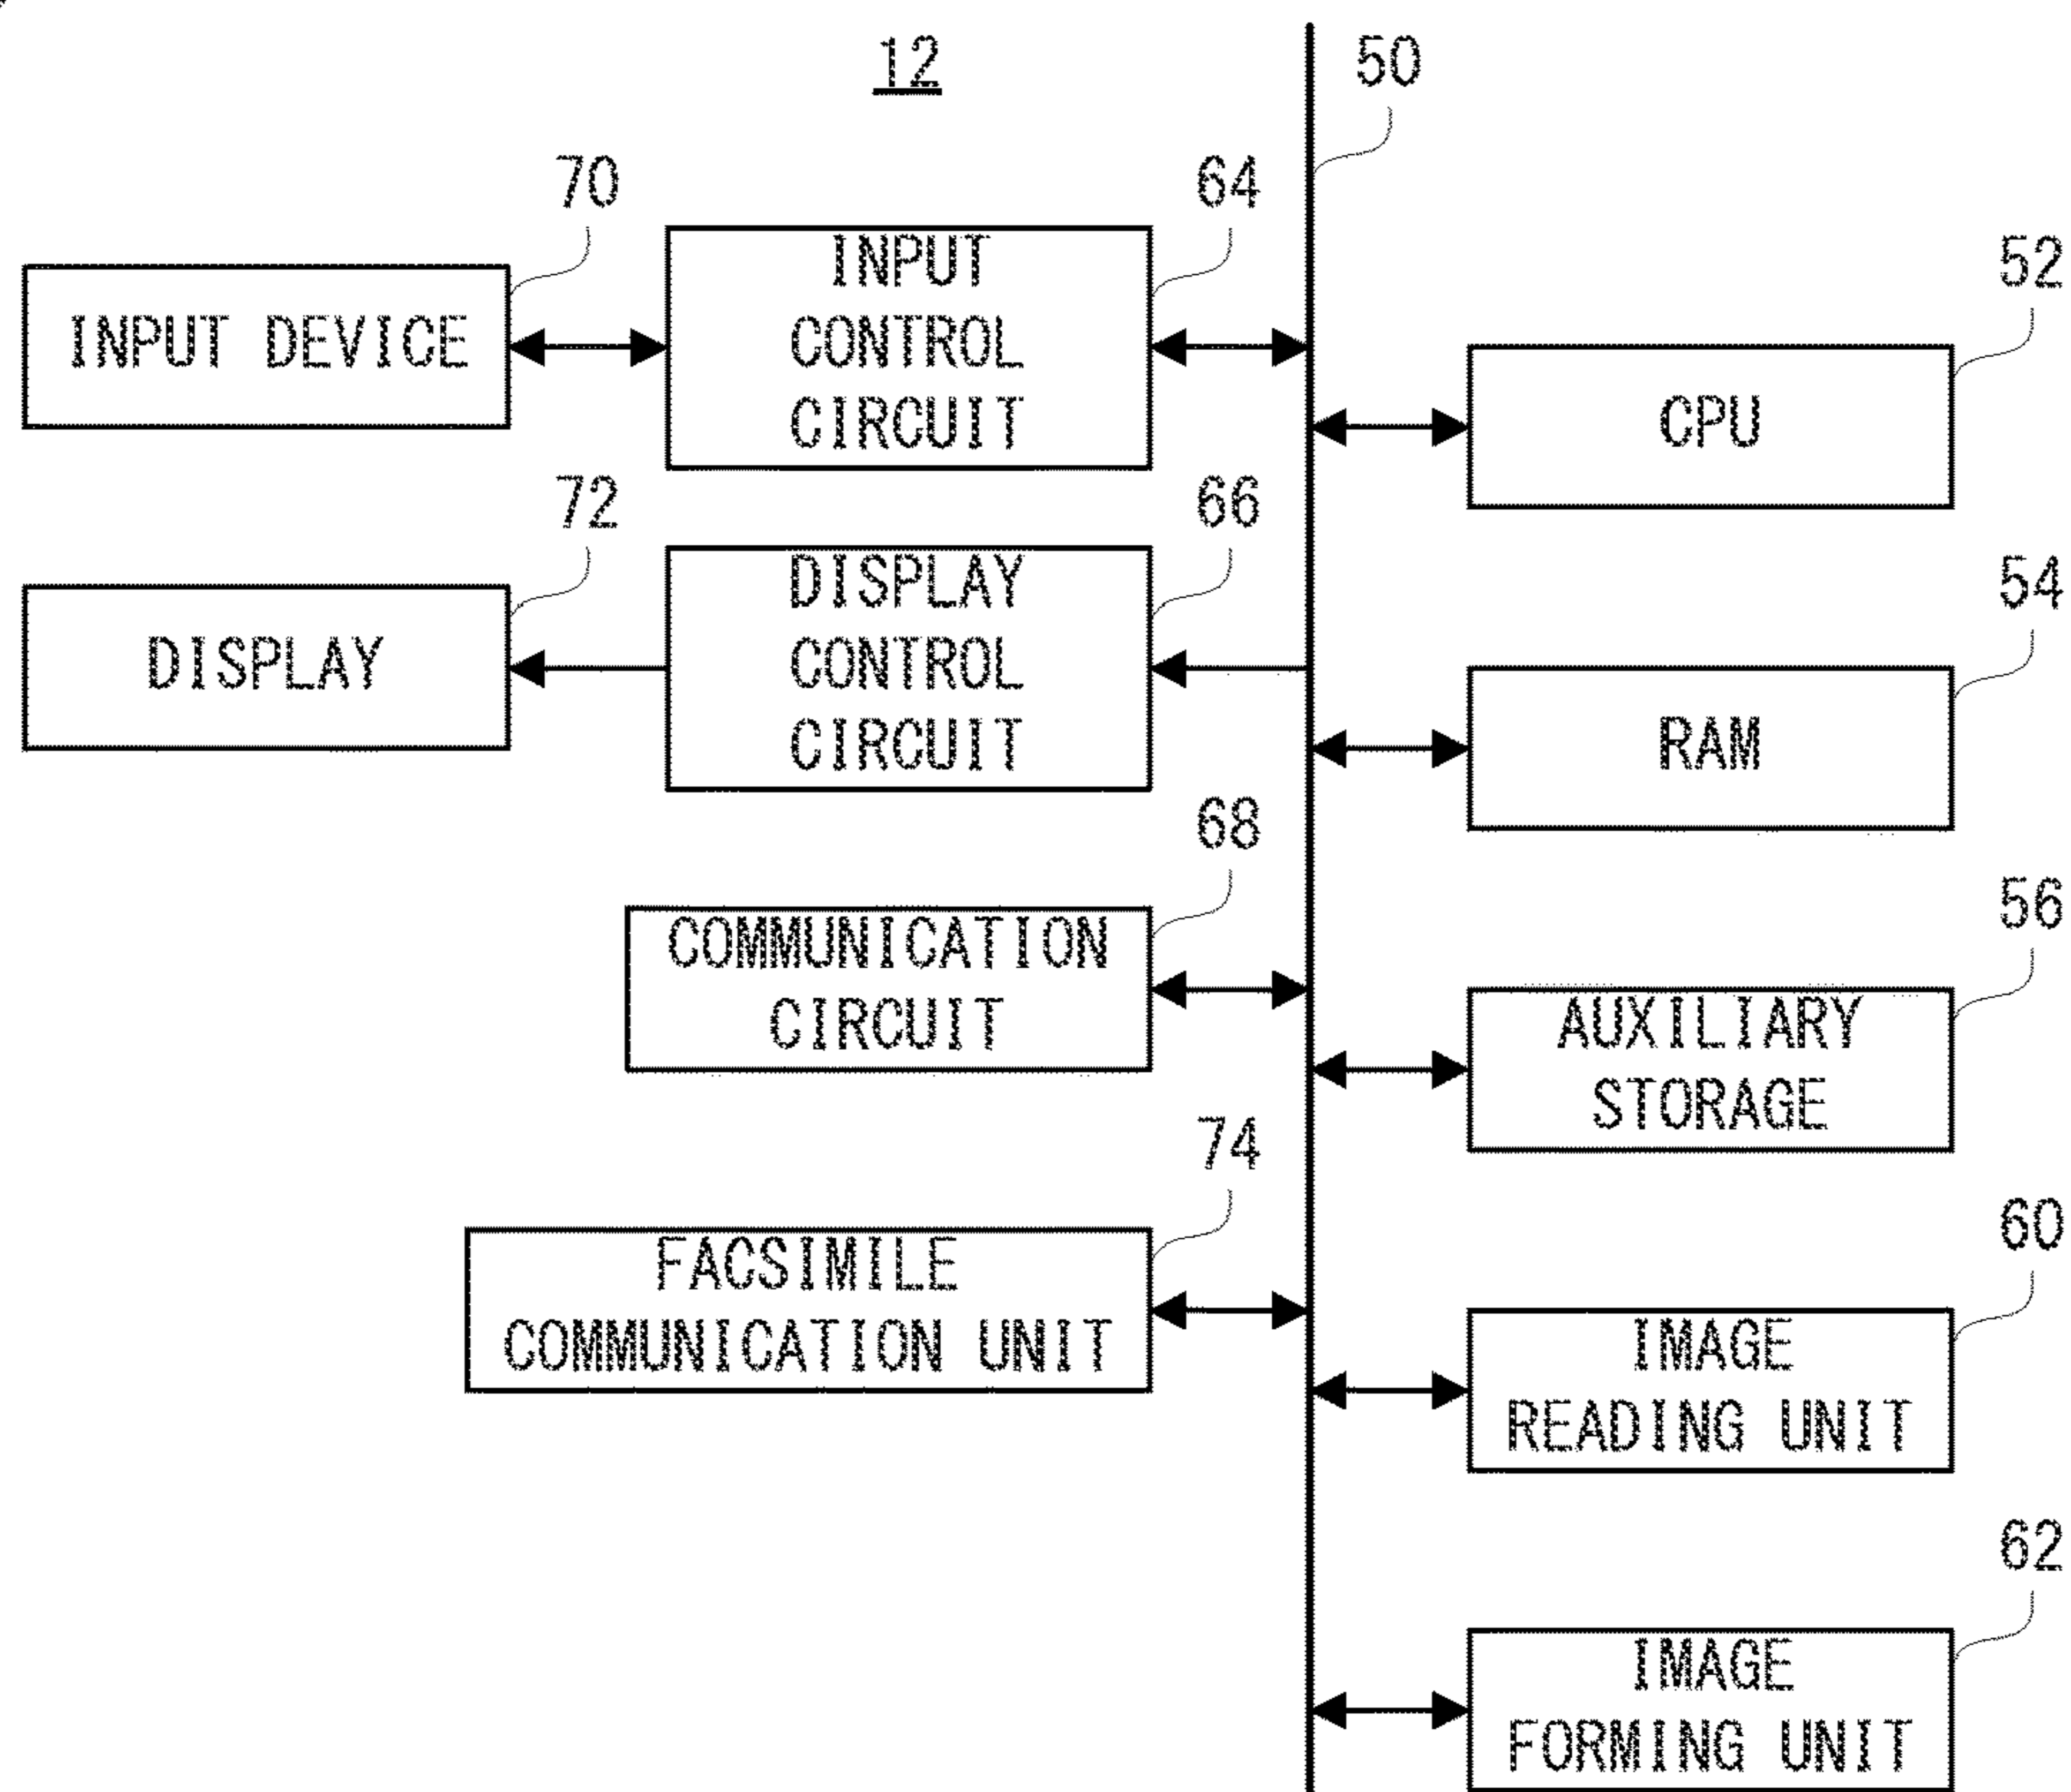 12
50
70
64
INPUT DEVICE
INPUT
CONTROL
CIRCUIT
52
CPU
72
66
DISPLAY
DISPLAY
CONTROL
CIRCUIT
54
RAM
68
COMMUNICATION
CIRCUIT
56
AUXILIARY
STORAGE
74
FACSIMILE
COMMUNICATION UNIT
60
IMAGE
READING UNIT
62
IMAGE
FORMING UNIT